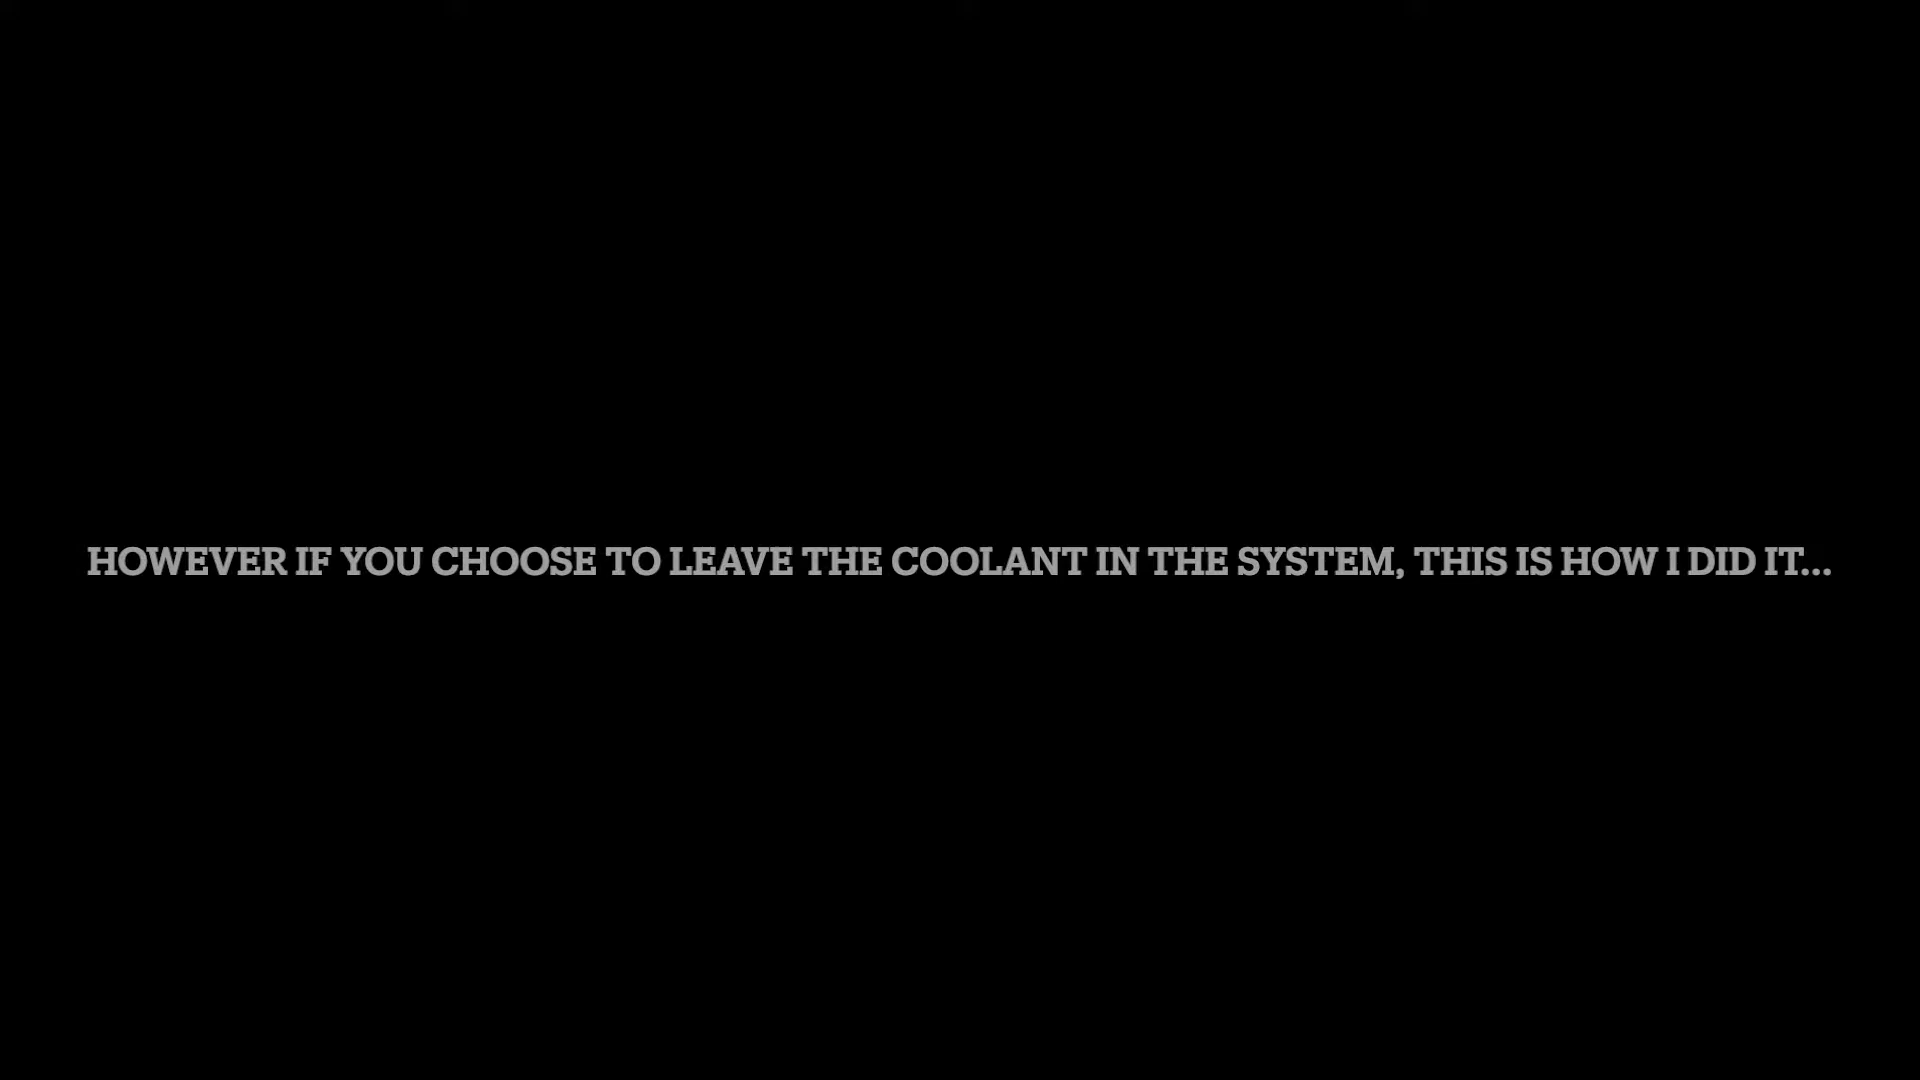 HOWEVER IF YOU CHOOSE TO LEAVE THE COOLANT IN THE SYSTEM, THIS IS HOW I DID IT...